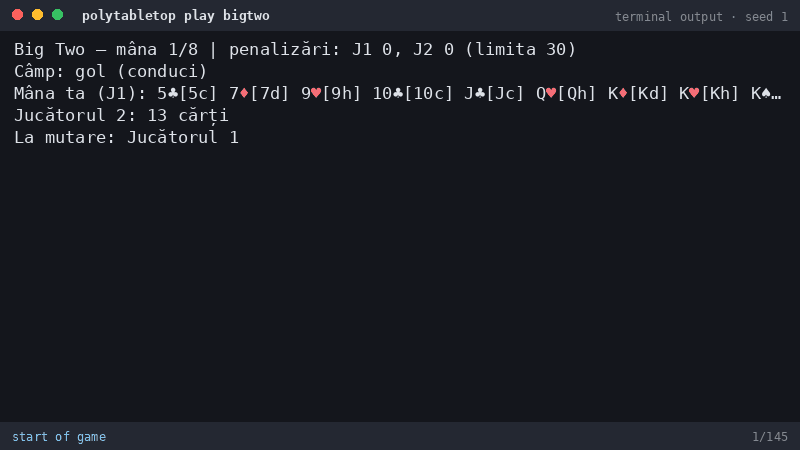 polytabletop play bigtwo
terminal output · seed 1
Big Two — mâna 1/8 | penalizări: J1 0, J2 0 (limita 30)
Câmp: gol (conduci)
Mâna ta (J1): 5♣[5c] 7♦[7d] 9♥[9h] 10♣[10c] J♣[Jc] Q♥[Qh] K♦[Kd] K♥[Kh] K♠…
Jucătorul 2: 13 cărți
La mutare: Jucătorul 1
start of game
1/145